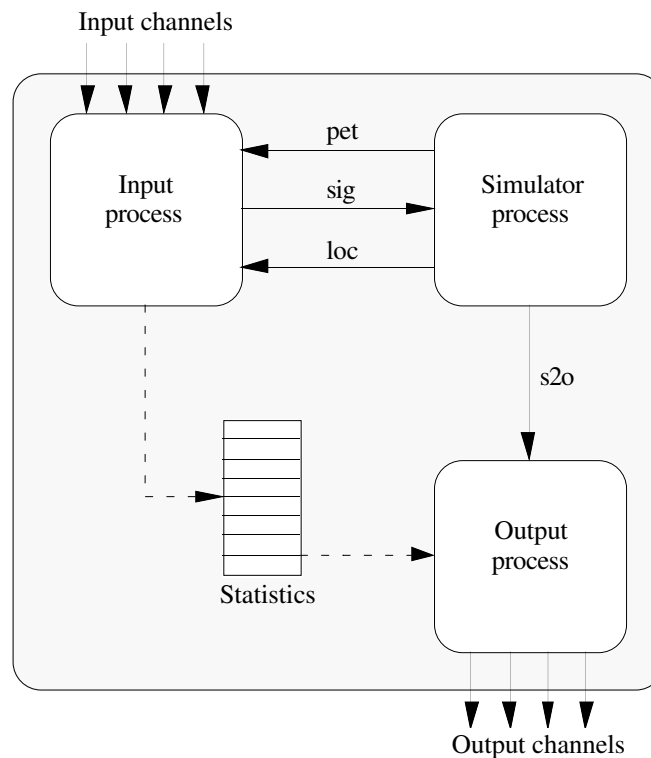 Input channels
pet
Input
process
Simulator
process
sig
loc
s2o
Output
process
Statistics
Output channels